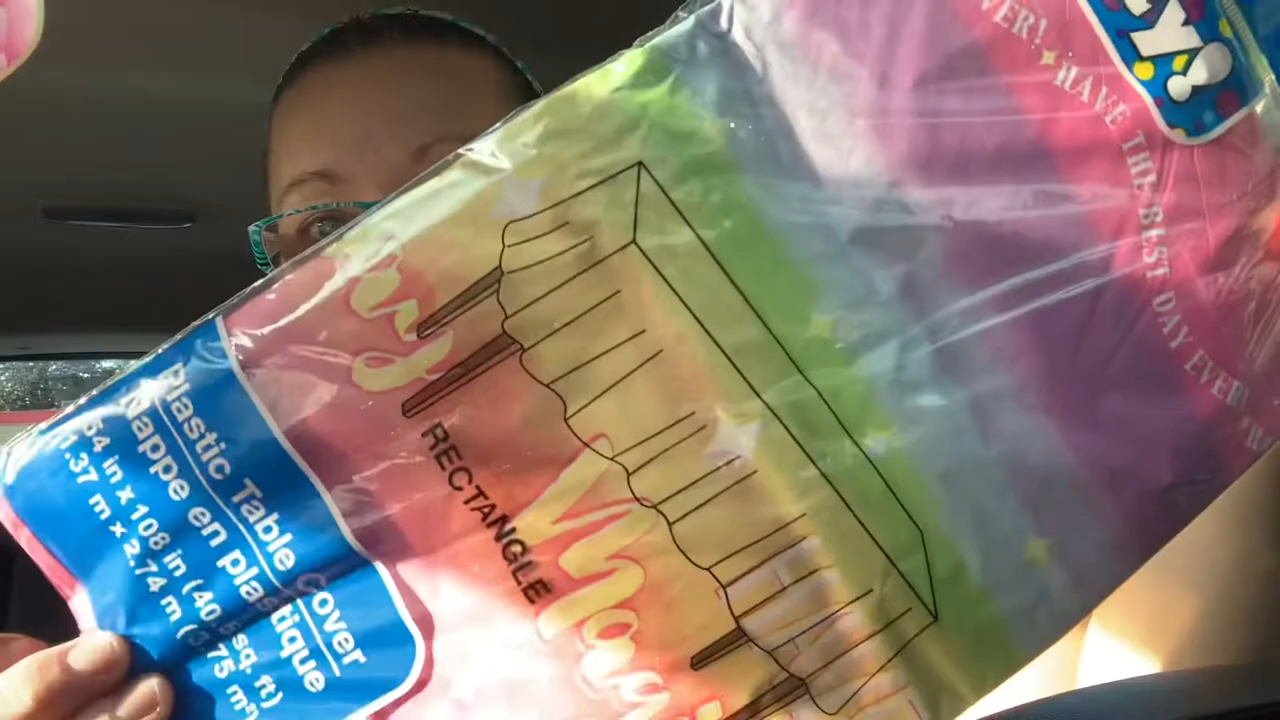 VER! HAVE THE BEST DAY EVER! W
y!
RECTANGLE
Plastic Table Cover
Nappe en plastique
54 in x 108 in (40.5 sq. ft)
1.37 m x 2.74 m (3.75 m²